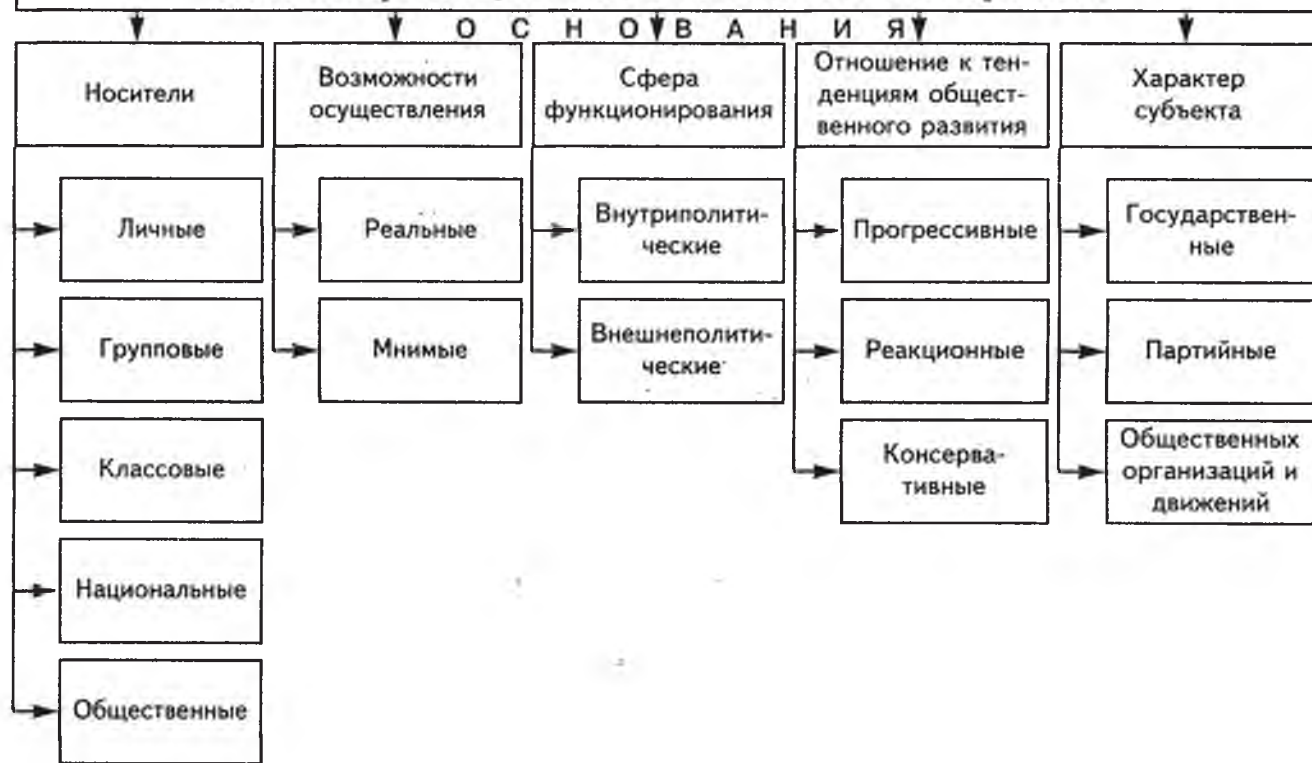 О С Н О В А Н И Я
Носители
Возможности
осуществления
Сфера
функционирования
Отношение к тен-
денциям общест-
венного развития
Характер
субъекта
Личные
Групповые
Классовые
Национальные
Общественные
Реальные
Мнимые
Внутриполити-
ческие
Внешнеполити-
ческие
Прогрессивные
Реакционные
Консерва-
тивные
Государствен-
ные
Партийные
Общественных
организаций и
движений